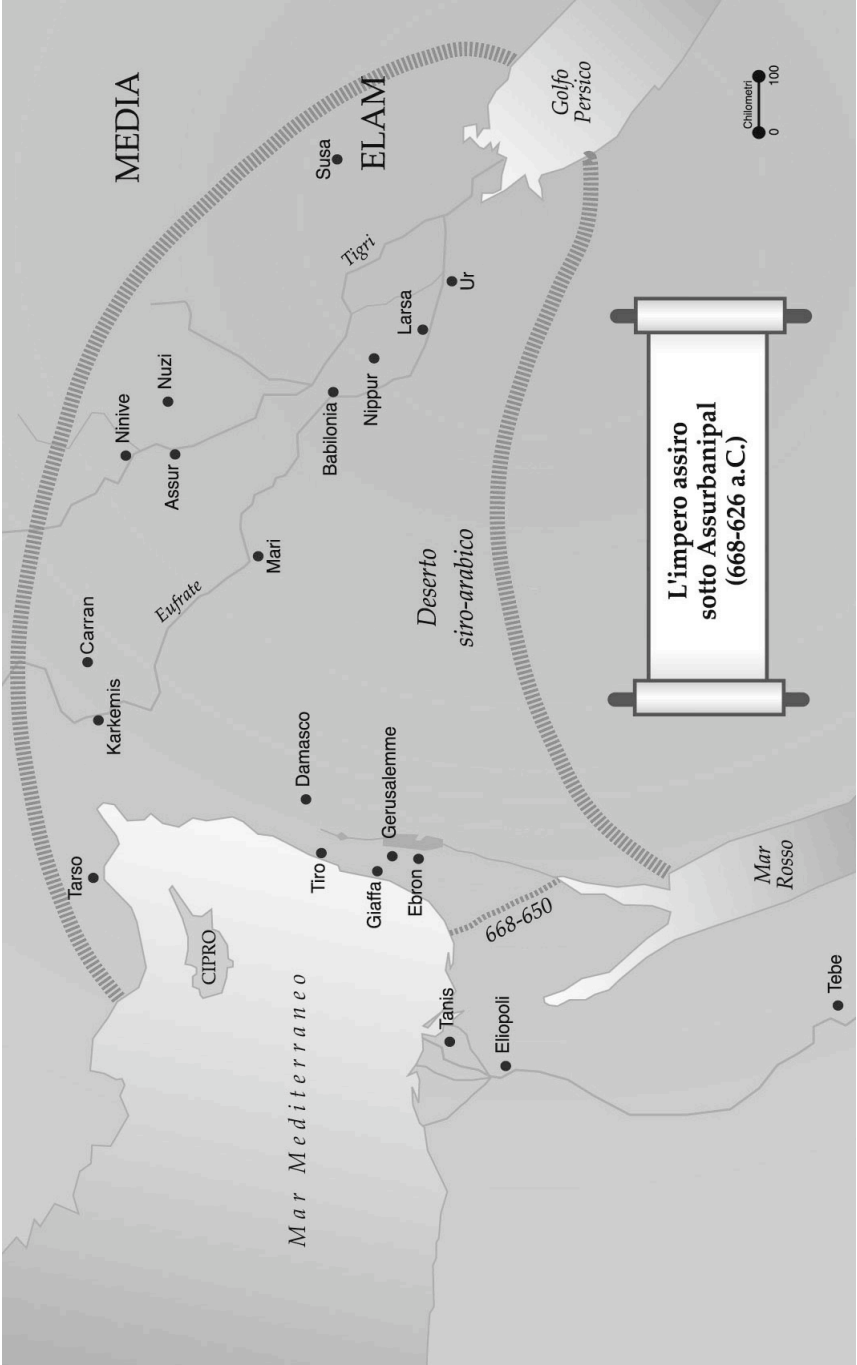 MEDIA
ELAM
Susa
Golfo
Persico
Chilometri
0
100
Tigri
Ur
Larsa
Nippur
Babilonia
Nuzi
Ninive
Assur
Mari
Eufrate
Carran
Karkemis
Deserto
siro-arabico
L'impero assiro
sotto Assurbanipal
(668-626 a.C.)
Damasco
Tiro
Gerusalemme
Giaffa
Ebron
Tarso
CIPRO
Mar Mediterraneo
668-650
Mar
Rosso
Tanis
Eliopoli
Tebe